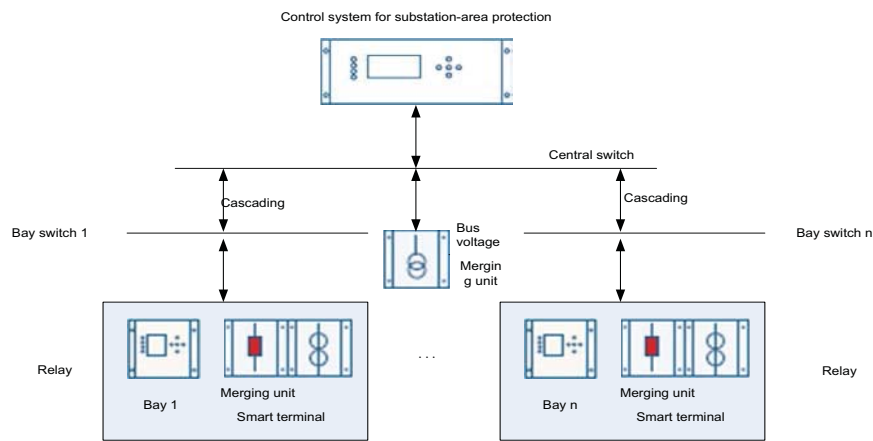 Control system for substation-area protection
Central switch
Cascading
Cascading
Bay switch 1
Bus
voltage
Bay switch n
Mergin
g unit
. . .
Relay
Relay
Merging unit
Merging unit
Bay 1
Bay n
Smart terminal
Smart terminal